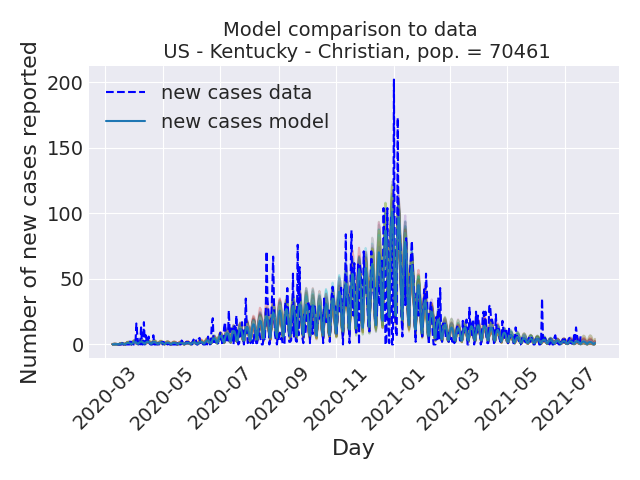 Model comparison to data
US - Kentucky - Christian, pop. = 70461
Number of new cases reported
200
150
100
50
0
new cases data
new cases model
2020-03
2020-05
2020-07
2020-09
2020-11
2021-01
2021-03
2021-05
2021-07
Day